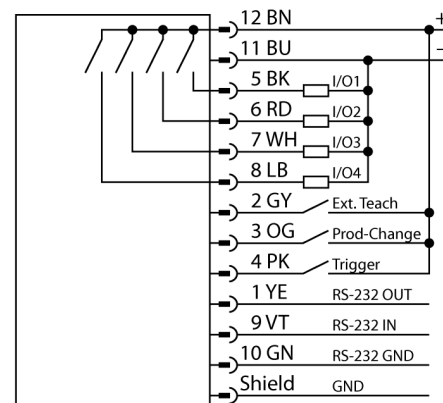 12 BN +
11 BU –
5 BK I/O1
6 RD I/O2
7 WH I/O3
8 LB I/O4
2 GY Ext. Teach
3 OG Prod-Change
4 PK Trigger
1 YE RS-232 OUT
9 VT RS-232 IN
10 GN RS-232 GND
Shield GND